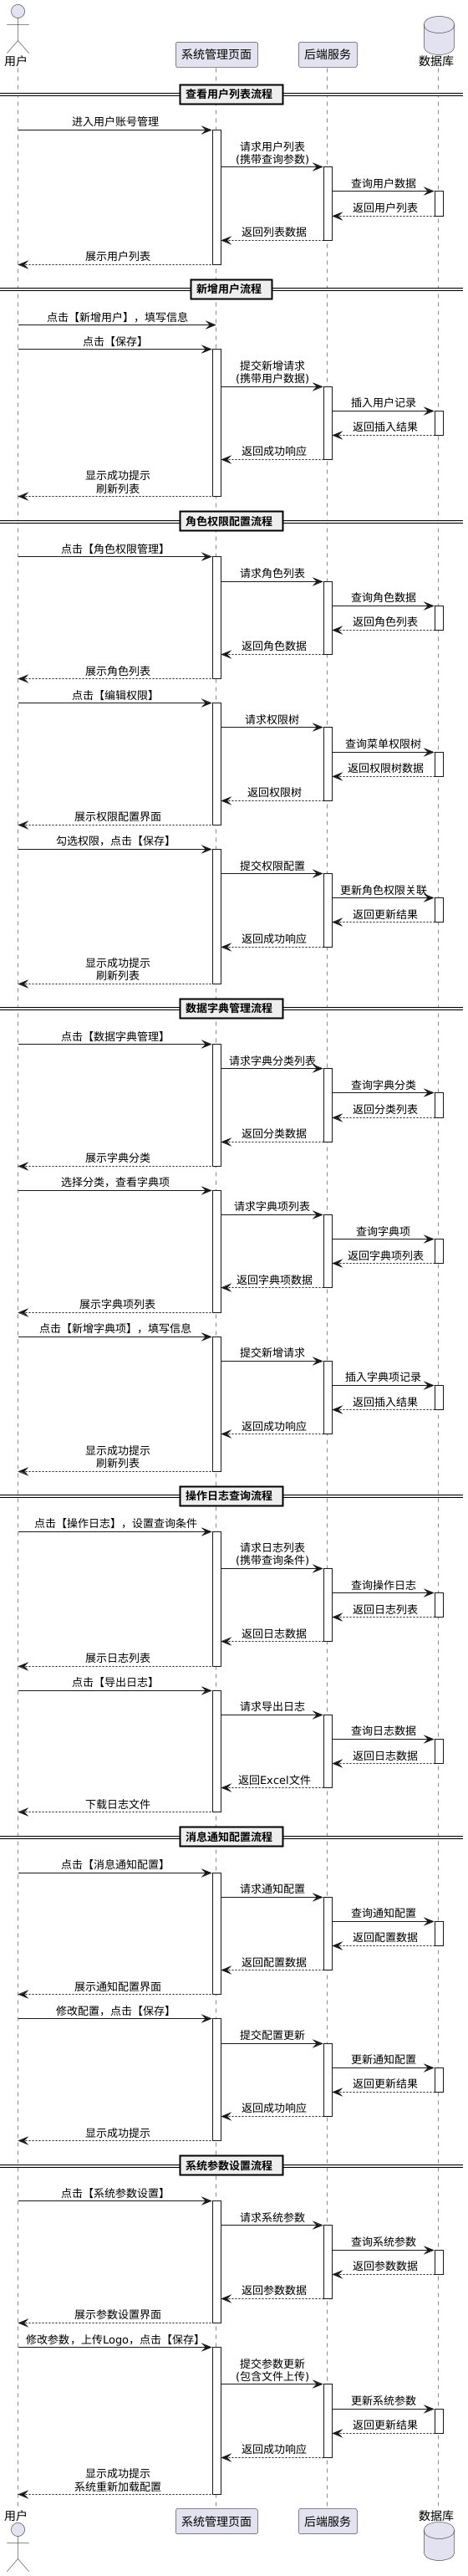 用户
系统管理页面
后端服务
数据库
查看用户列表流程
进入用户账号管理
请求用户列表
(携带查询参数)
查询用户数据
返回用户列表
返回列表数据
展示用户列表
新增用户流程
点击【新增用户】，填写信息
点击【保存】
提交新增请求
(携带用户数据)
插入用户记录
返回插入结果
返回成功响应
显示成功提示
刷新列表
角色权限配置流程
点击【角色权限管理】
请求角色列表
查询角色数据
返回角色列表
返回角色数据
展示角色列表
点击【编辑权限】
请求权限树
查询菜单权限树
返回权限树数据
返回权限树
展示权限配置界面
勾选权限，点击【保存】
提交权限配置
更新角色权限关联
返回更新结果
返回成功响应
显示成功提示
刷新列表
数据字典管理流程
点击【数据字典管理】
请求字典分类列表
查询字典分类
返回分类列表
返回分类数据
展示字典分类
选择分类，查看字典项
请求字典项列表
查询字典项
返回字典项列表
返回字典项数据
展示字典项列表
点击【新增字典项】，填写信息
提交新增请求
插入字典项记录
返回插入结果
返回成功响应
显示成功提示
刷新列表
操作日志查询流程
点击【操作日志】，设置查询条件
请求日志列表
(携带查询条件)
查询操作日志
返回日志列表
返回日志数据
展示日志列表
点击【导出日志】
请求导出日志
查询日志数据
返回日志数据
返回Excel文件
下载日志文件
消息通知配置流程
点击【消息通知配置】
请求通知配置
查询通知配置
返回配置数据
返回配置数据
展示通知配置界面
修改配置，点击【保存】
提交配置更新
更新通知配置
返回更新结果
返回成功响应
显示成功提示
系统参数设置流程
点击【系统参数设置】
请求系统参数
查询系统参数
返回参数数据
返回参数数据
展示参数设置界面
修改参数，上传Logo，点击【保存】
提交参数更新
(包含文件上传)
更新系统参数
返回更新结果
返回成功响应
显示成功提示
系统重新加载配置
用户
系统管理页面
后端服务
数据库